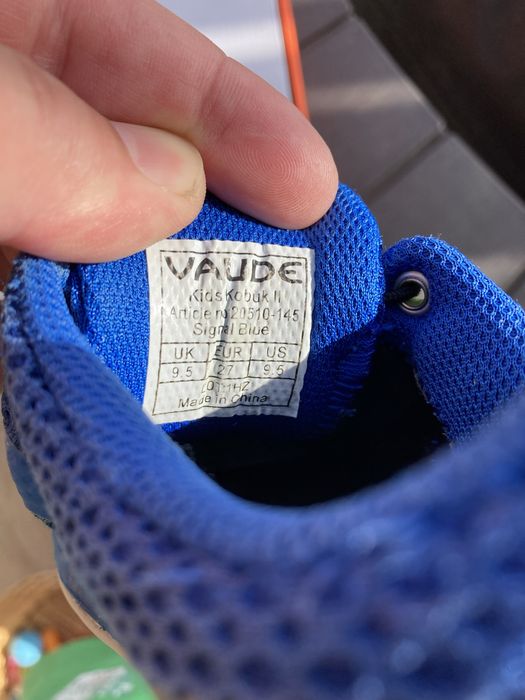 VAUDE
Kids Kobuk II
Article nr 20510-145
Signal Blue
UK EUR US
9.5 27 9.5
Made in China